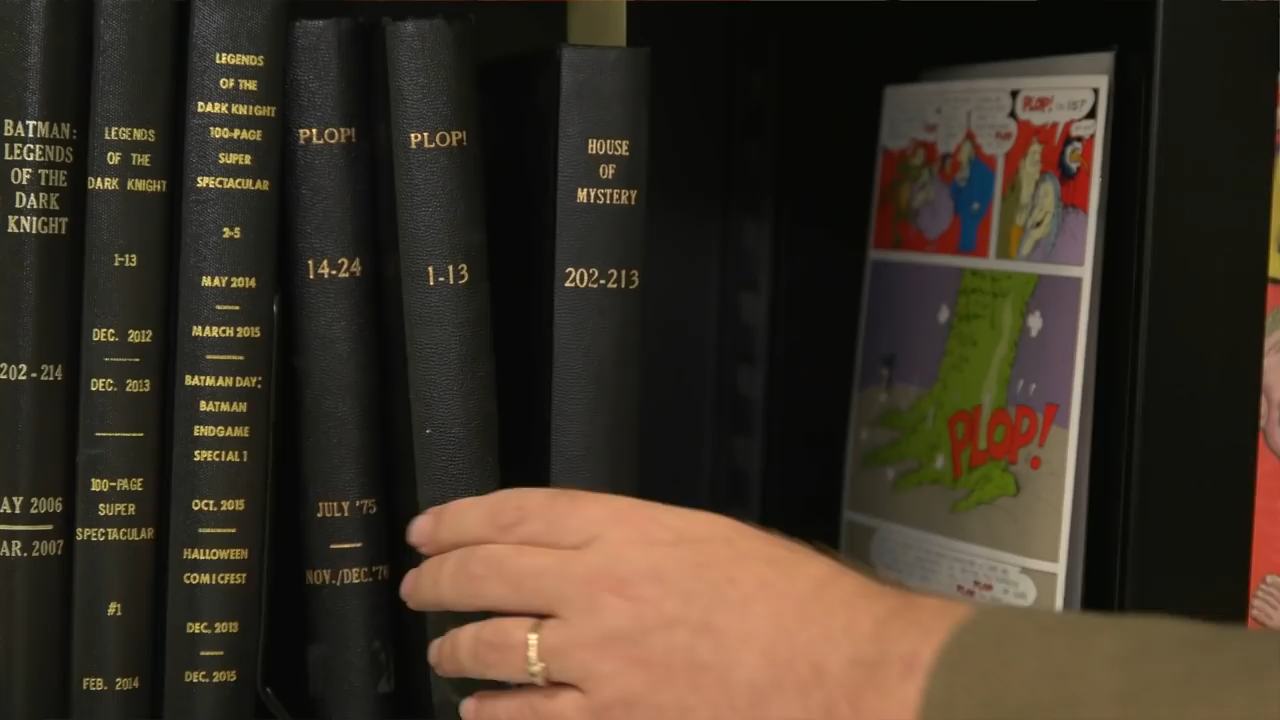 BATMAN:
LEGENDS
OF THE
DARK
KNIGHT
202-214
AY 2006
AR. 2007
LEGENDS
OF THE
DARK KNIGHT
1-13
DEC. 2012
DEC. 2013
100-PAGE
SUPER
SPECTACULAR
#1
FEB. 2014
LEGENDS
OF THE
DARK KNIGHT
100-PAGE
SUPER
SPECTACULAR
2-5
MAY 2014
MARCH 2015
BATMAN DAY:
BATMAN
ENDGAME
SPECIAL 1
OCT. 2015
HALLOWEEN
COMICFEST
DEC. 2013
DEC. 2015
PLOP!
14-24
JULY '75
NOV./DEC.'7
PLOP!
1-13
HOUSE
OF
MYSTERY
202-213
PLOP! IS?
PLOP!
PLOP
PLOP